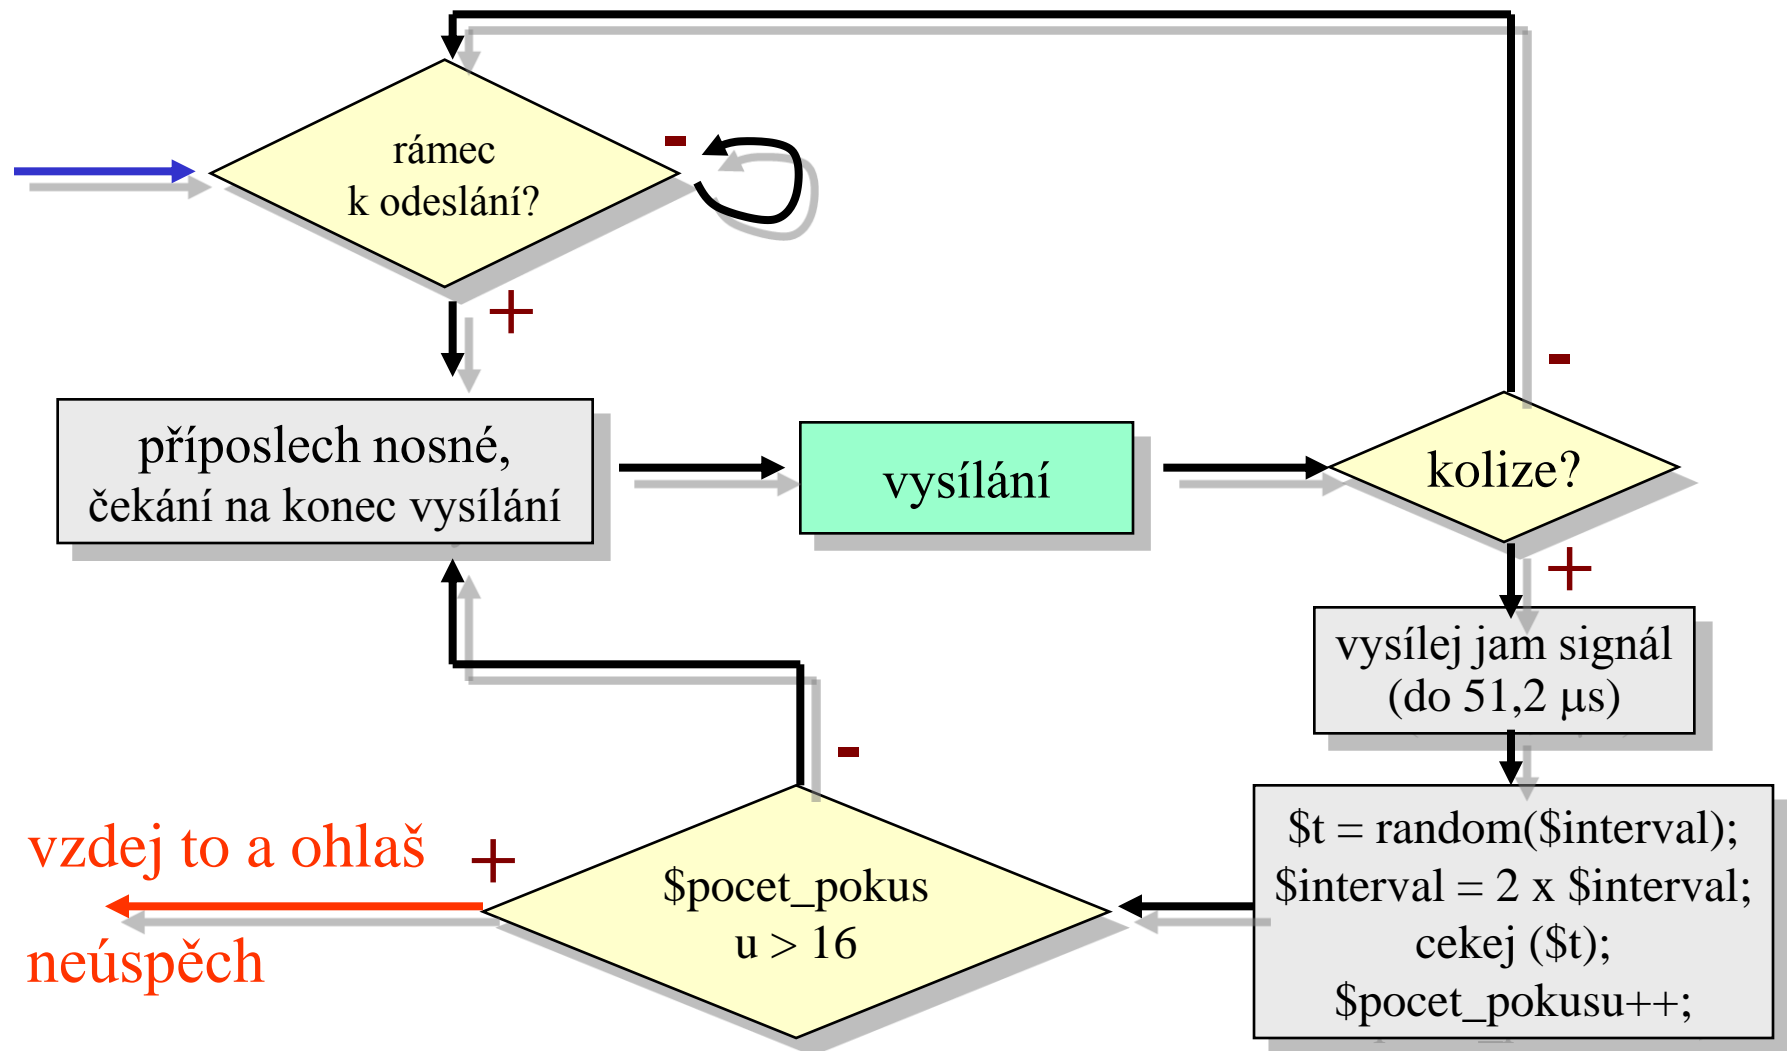 rámec
k odeslání?
-
+
příposlech nosné,
čekání na konec vysílání
vysílání
kolize?
-
+
vysílej jam signál
(do 51,2 μs)
$t = random($interval);
$interval = 2 x $interval;
cekej ($t);
$pocet_pokusu++;
$pocet_pokus
u > 16
-
+
vzdej to a ohlaš
neúspěch